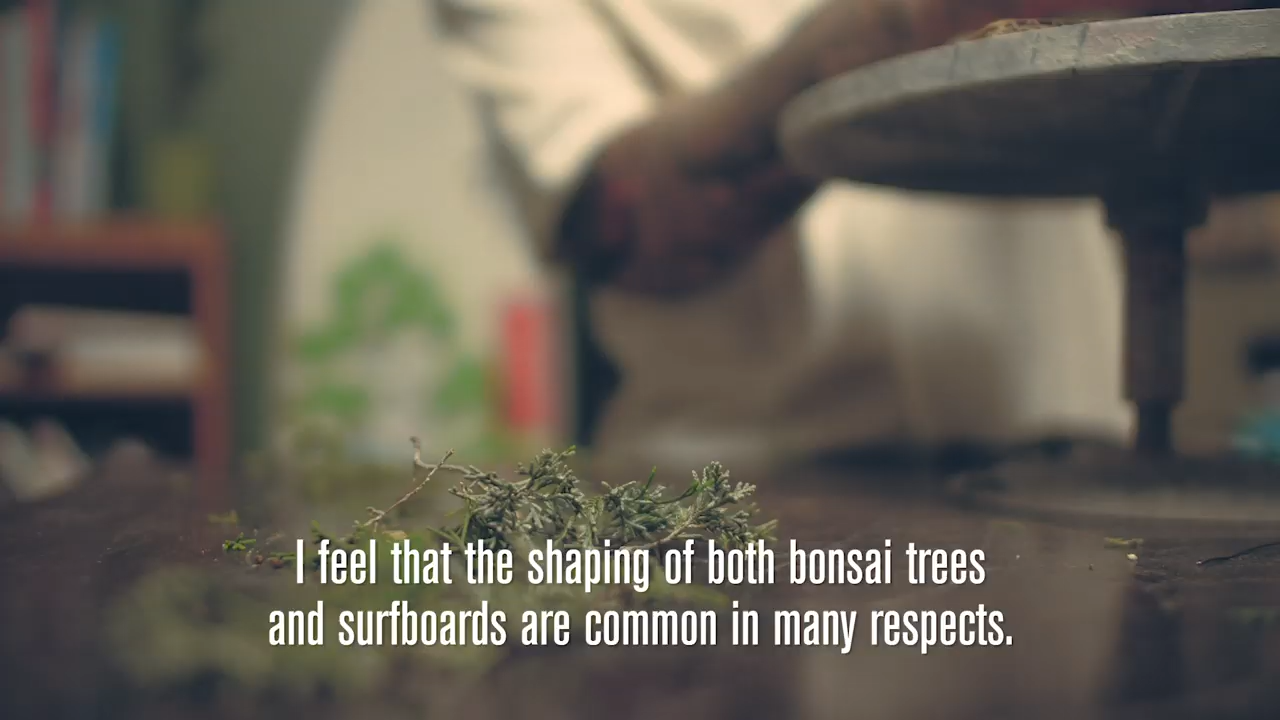 I feel that the shaping of both bonsai trees
and surfboards are common in many respects.